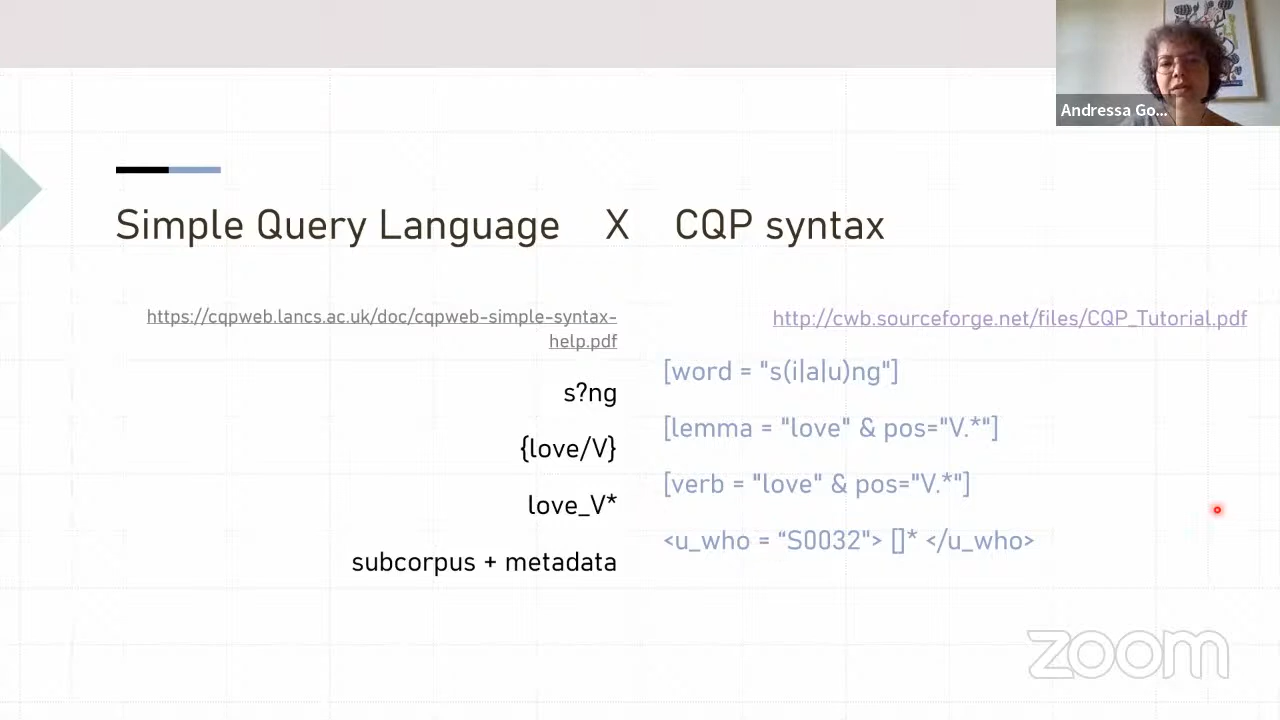 Andressa Go...
Simple Query Language X CQP syntax
https://cqpweb.lancs.ac.uk/doc/cqpweb-simple-syntax-
help.pdf
s?ng
{love/V}
love_V*
subcorpus + metadata
http://cwb.sourceforge.net/files/CQP_Tutorial.pdf
[word = "s(i|a|u)ng"]
[lemma = "love" & pos="V.*"]
[verb = "love" & pos="V.*"]
<u_who = “S0032"> []* </u_who>
zoom